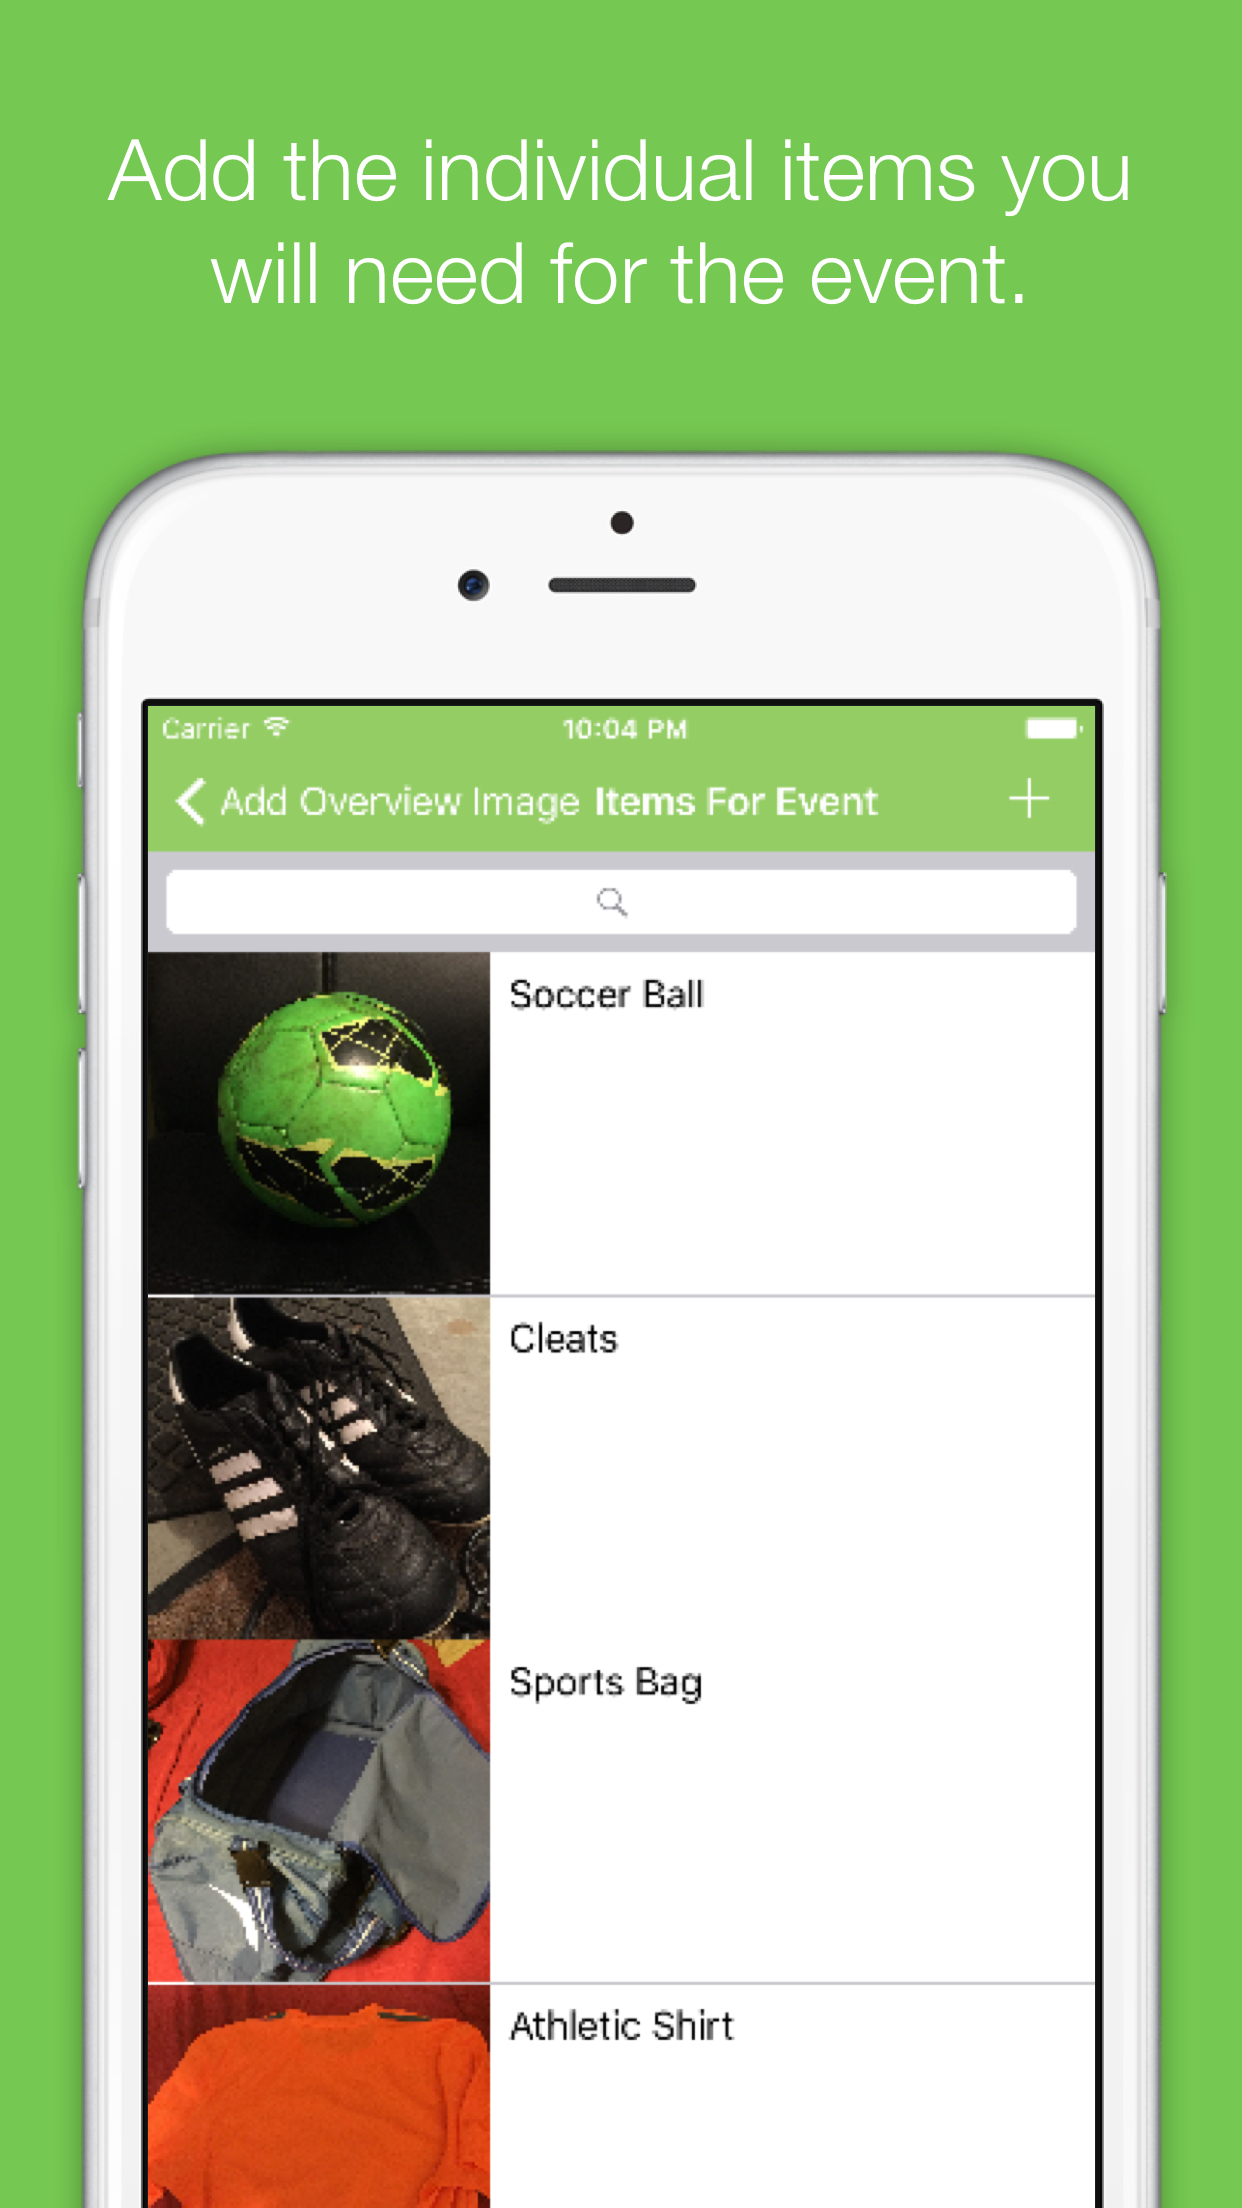 Add the individual items you
will need for the event.
Carrier 10:04 PM
Add Overview Image Items For Event
Soccer Ball
Cleats
Sports Bag
Athletic Shirt